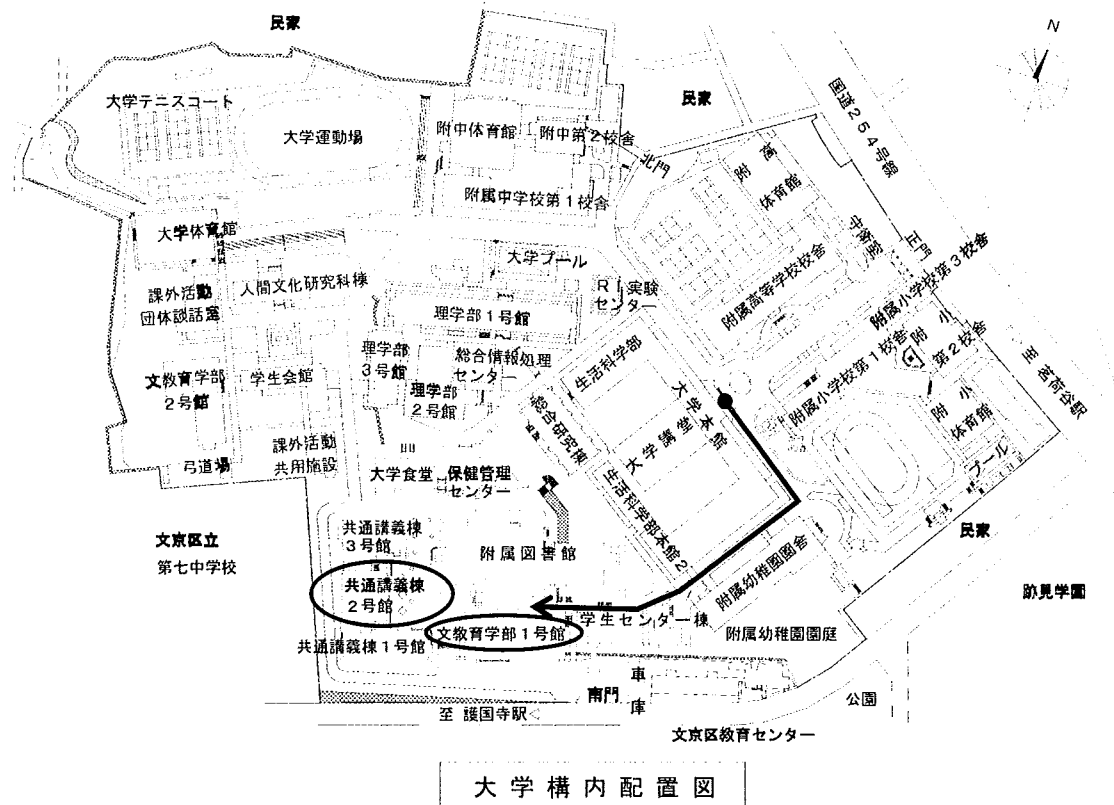 民家
N
大学テニスコート
大学運動場
附中体育館
附中第2校舎
民家
国道254号線
北門
附属中学校第1校舎
附高
体育館
守衛所
正門
附属小学校第3校舎
大学体育館
大学プール
RI実験
センター
附属高等学校校舎
人間文化研究科棟
課外活動
団体談話室
理学部1号館
附属小学校第1校舎
附小
第2校舎
至茗荷谷駅
理学部
3号館
総合情報処理
センター
生活科学部
大学本館
文教育学部
2号館
学生会館
理学部
2号館
総合研究棟
大学講堂
附小
体育館
プール
課外活動
共用施設
弓道場
大学食堂
保健管理
センター
生活科学部本館2
民家
文京区立
第七中学校
共通講義棟
3号館
附属図書館
附属幼稚園園舎
跡見学園
共通講義棟
2号館
学生センター棟
文教育学部1号館
附属幼稚園園庭
共通講義棟1号館
南門
車庫
公園
至 護国寺駅
文京区教育センター
大学構内配置図